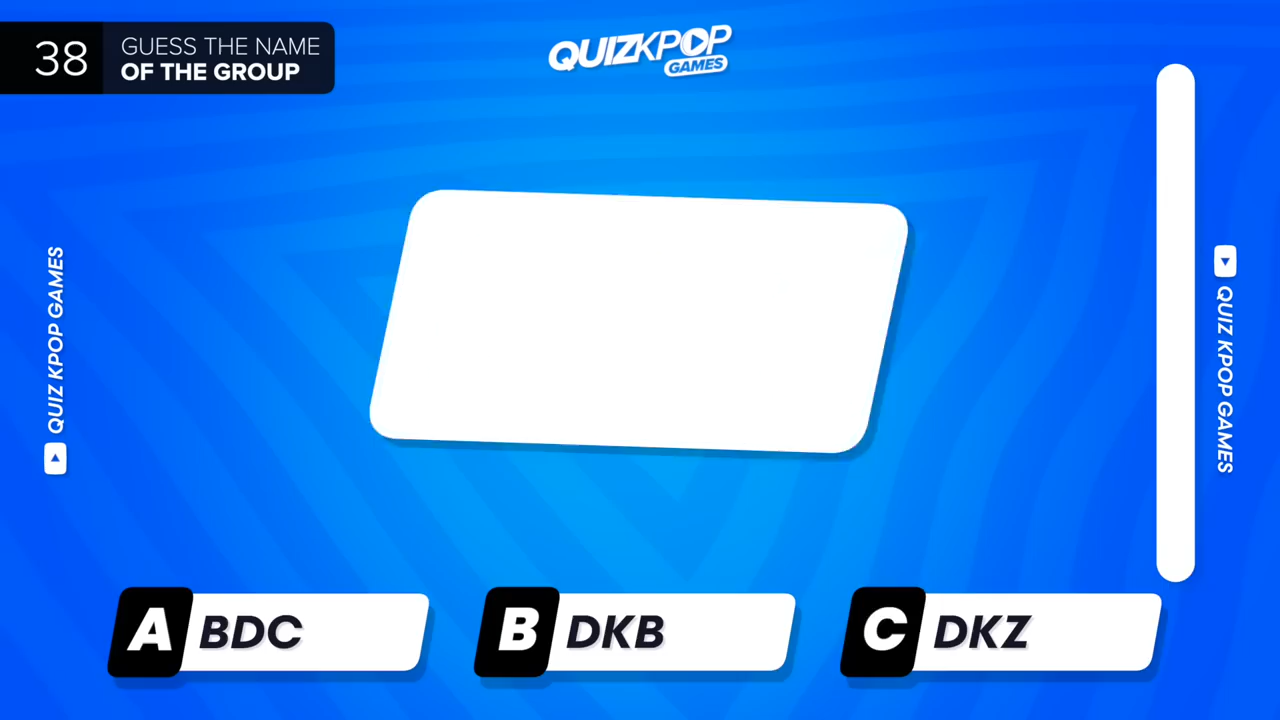 38
GUESS THE NAME
OF THE GROUP
QUIZKPOP
GAMES
QUIZ KPOP GAMES
QUIZ KPOP GAMES
A BDC
B DKB
C DKZ